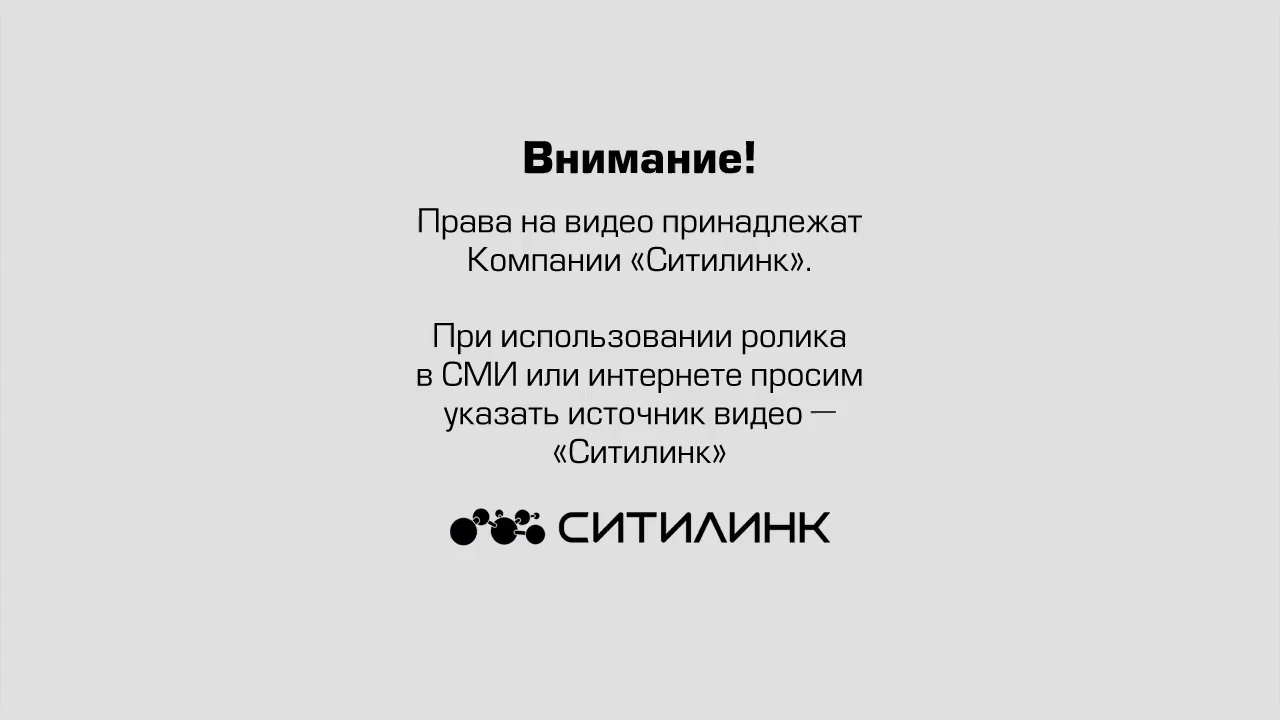 Внимание!
Права на видео принадлежат
Компании «Ситилинк».
При использовании ролика
в СМИ или интернете просим
указать источник видео —
«Ситилинк»
СИТИЛИНК